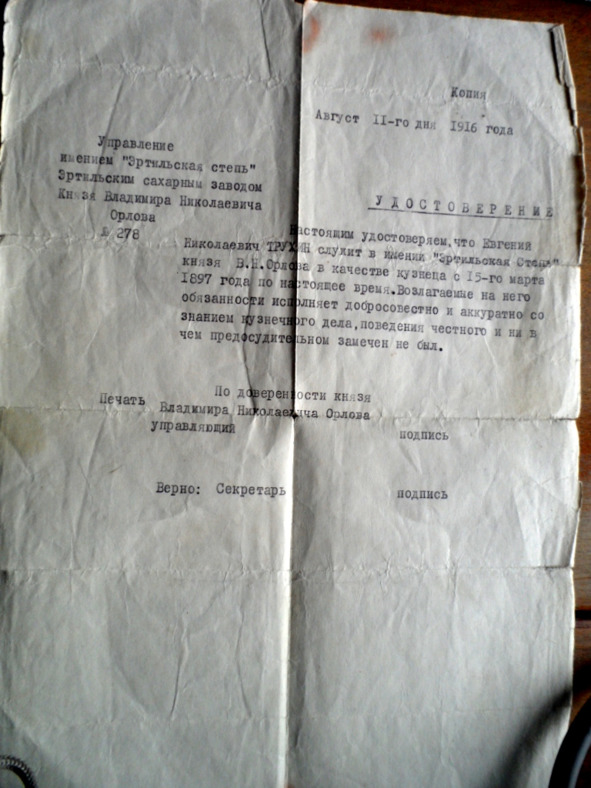 Копия
Август 11-го дня 1916 года
Управление
имением "Эртильская степь"
Эртильским сахарным заводом
Князя Владимира Николаевича
Орлова
№ 278
УДОСТОВЕРЕНИЕ
Настоящим удостоверяем,что Евгений
Николаевич ТРУХИН служит в имении "Эртильская Степь"
князя В.Н.Орлова в качестве кузнеца с 15-го марта
1897 года по настоящее время.Возлагаемые на него
обязанности исполняет добросовестно и аккуратно со
знанием кузнечного дела,поведения честного и ни в
чем предосудительном замечен не был.
По доверенности князя
Печать Владимира Николаевича Орлова
управляющий подпись
Верно: Секретарь подпись